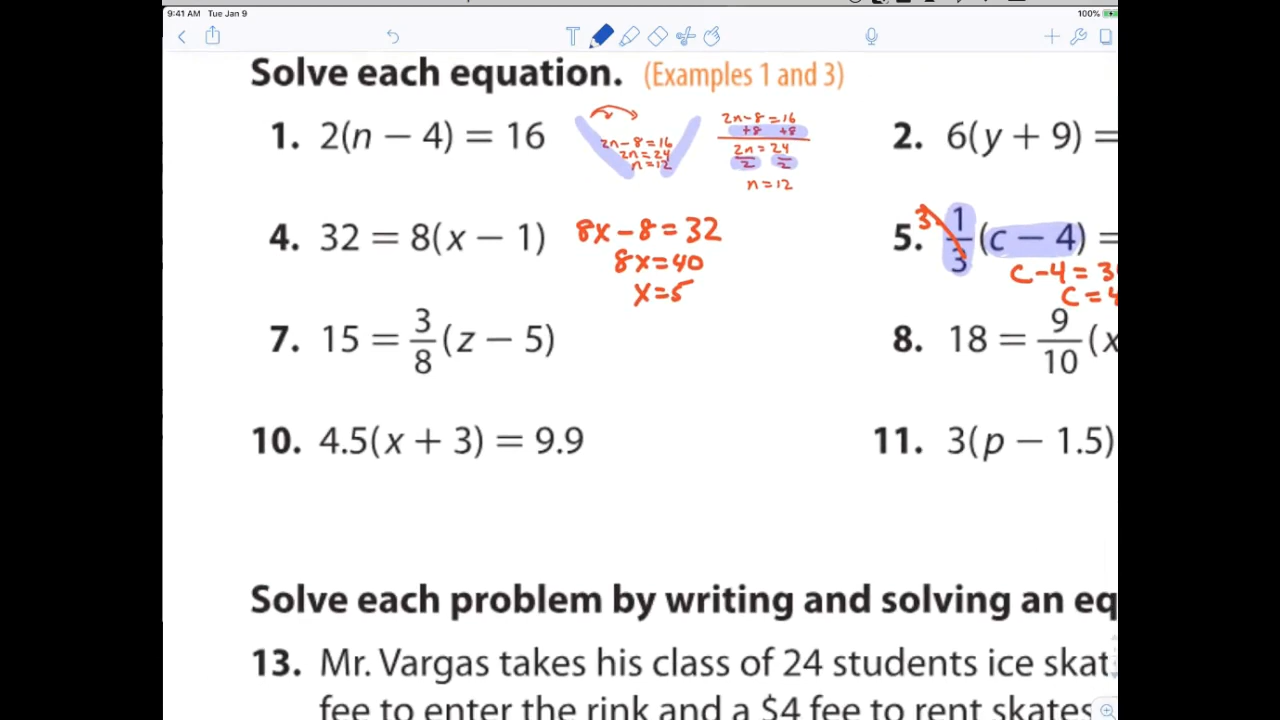 9:41 AM Tue Jan 9
100%
T
Solve each equation. (Examples 1 and 3)
1. 2(n − 4) = 16
2n − 8 = 16
2n = 24
n = 12
2n − 8 = 16
+8 +8
2n = 24
2 2
n = 12
2. 6(y + 9) =
4. 32 = 8(x − 1)
8x − 8 = 32
8x = 40
x = 5
5. 1/3(c − 4) =
3
c − 4 = 3
c = 4
7. 15 = 3/8(z − 5)
8. 18 = 9/10(x
10. 4.5(x + 3) = 9.9
11. 3(p − 1.5)
Solve each problem by writing and solving an eq
13. Mr. Vargas takes his class of 24 students ice skat
fee to enter the rink and a $4 fee to rent skates